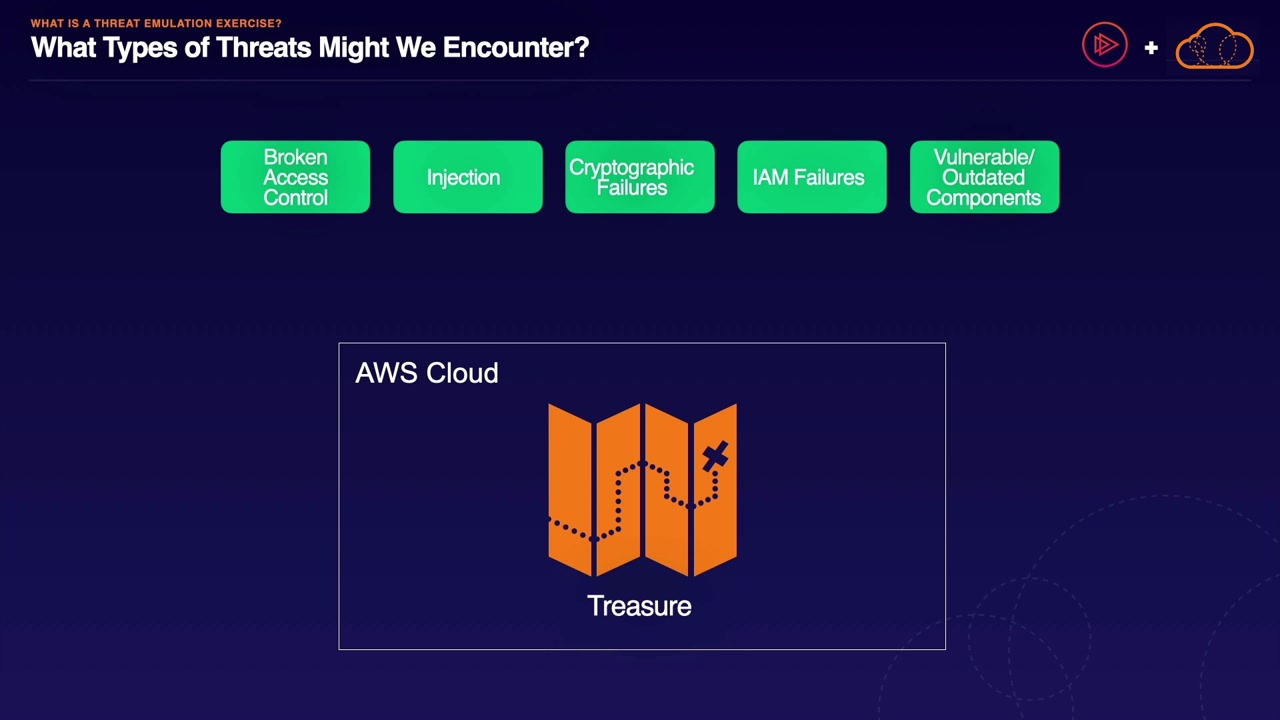 WHAT IS A THREAT EMULATION EXERCISE?
What Types of Threats Might We Encounter?
Broken
Access
Control
Injection
Cryptographic
Failures
IAM Failures
Vulnerable/
Outdated
Components
AWS Cloud
Treasure